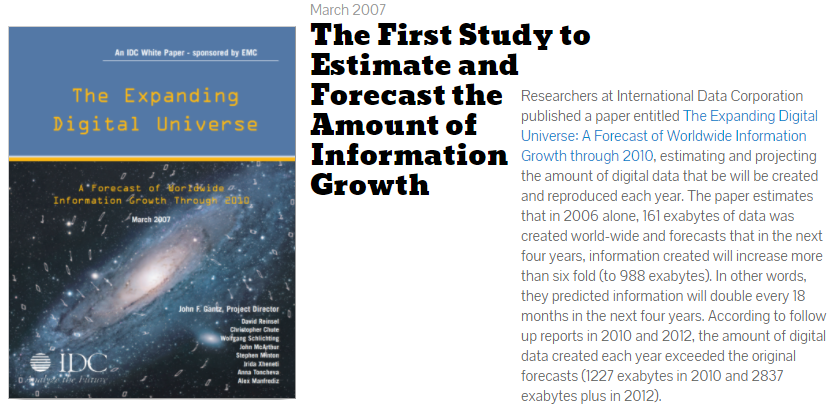 March 2007
The First Study to
Estimate and
Forecast the
Amount of
Information
Growth
Researchers at International Data Corporation
published a paper entitled The Expanding Digital
Universe: A Forecast of Worldwide Information
Growth through 2010, estimating and projecting
the amount of digital data that be will be created
and reproduced each year. The paper estimates
that in 2006 alone, 161 exabytes of data was
created world-wide and forecasts that in the next
four years, information created will increase more
than six fold (to 988 exabytes). In other words,
they predicted information will double every 18
months in the next four years. According to follow
up reports in 2010 and 2012, the amount of digital
data created each year exceeded the original
forecasts (1227 exabytes in 2010 and 2837
exabytes plus in 2012).
An IDC White Paper - sponsored by EMC
The Expanding
Digital Universe
A Forecast of Worldwide
Information Growth Through 2010
March 2007
John F. Gantz, Project Director
David Reinsel
Christopher Chute
Wolfgang Schlichting
John McArthur
Stephen Minton
Irida Xheneti
Anna Toncheva
Alex Manfrediz
IDC
Analyze the Future